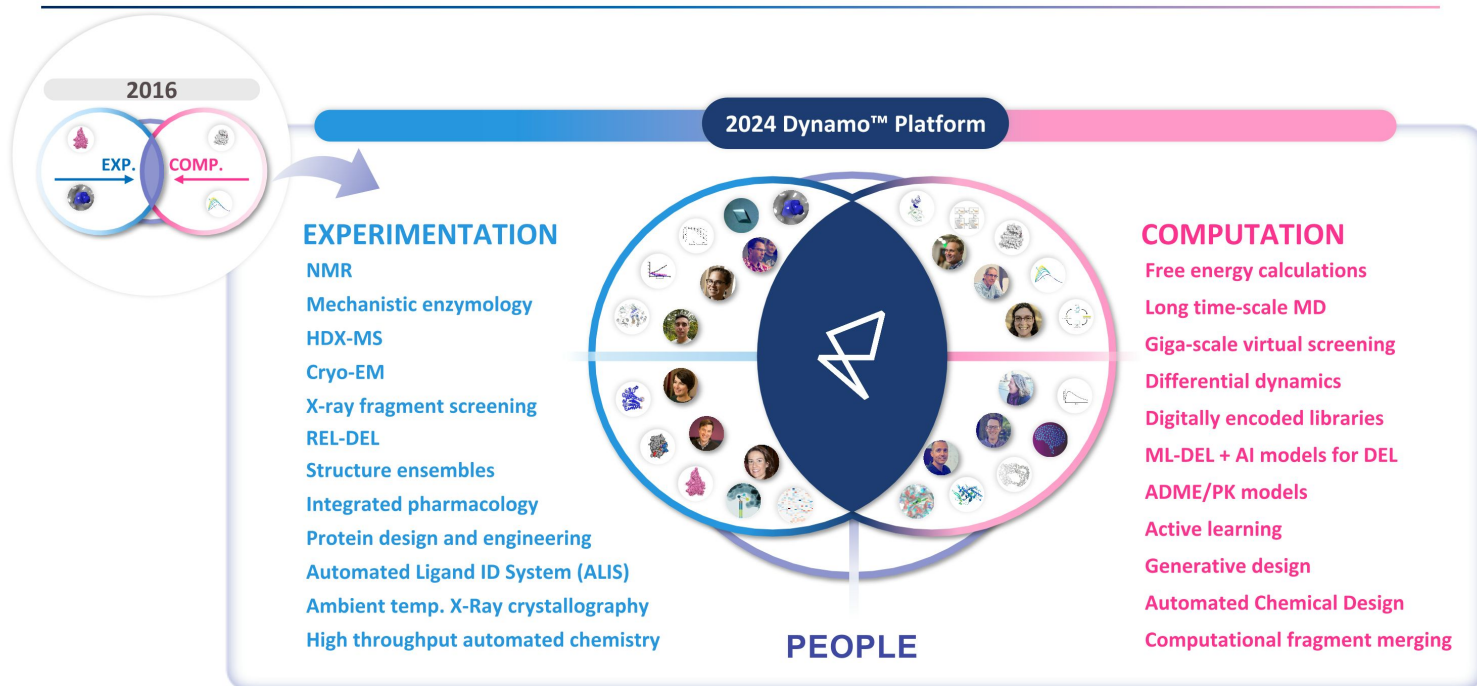 2016
EXP.
COMP.
2024 Dynamo™ Platform
EXPERIMENTATION
NMR
Mechanistic enzymology
HDX-MS
Cryo-EM
X-ray fragment screening
REL-DEL
Structure ensembles
Integrated pharmacology
Protein design and engineering
Automated Ligand ID System (ALIS)
Ambient temp. X-Ray crystallography
High throughput automated chemistry
PEOPLE
COMPUTATION
Free energy calculations
Long time-scale MD
Giga-scale virtual screening
Differential dynamics
Digitally encoded libraries
ML-DEL + AI models for DEL
ADME/PK models
Active learning
Generative design
Automated Chemical Design
Computational fragment merging